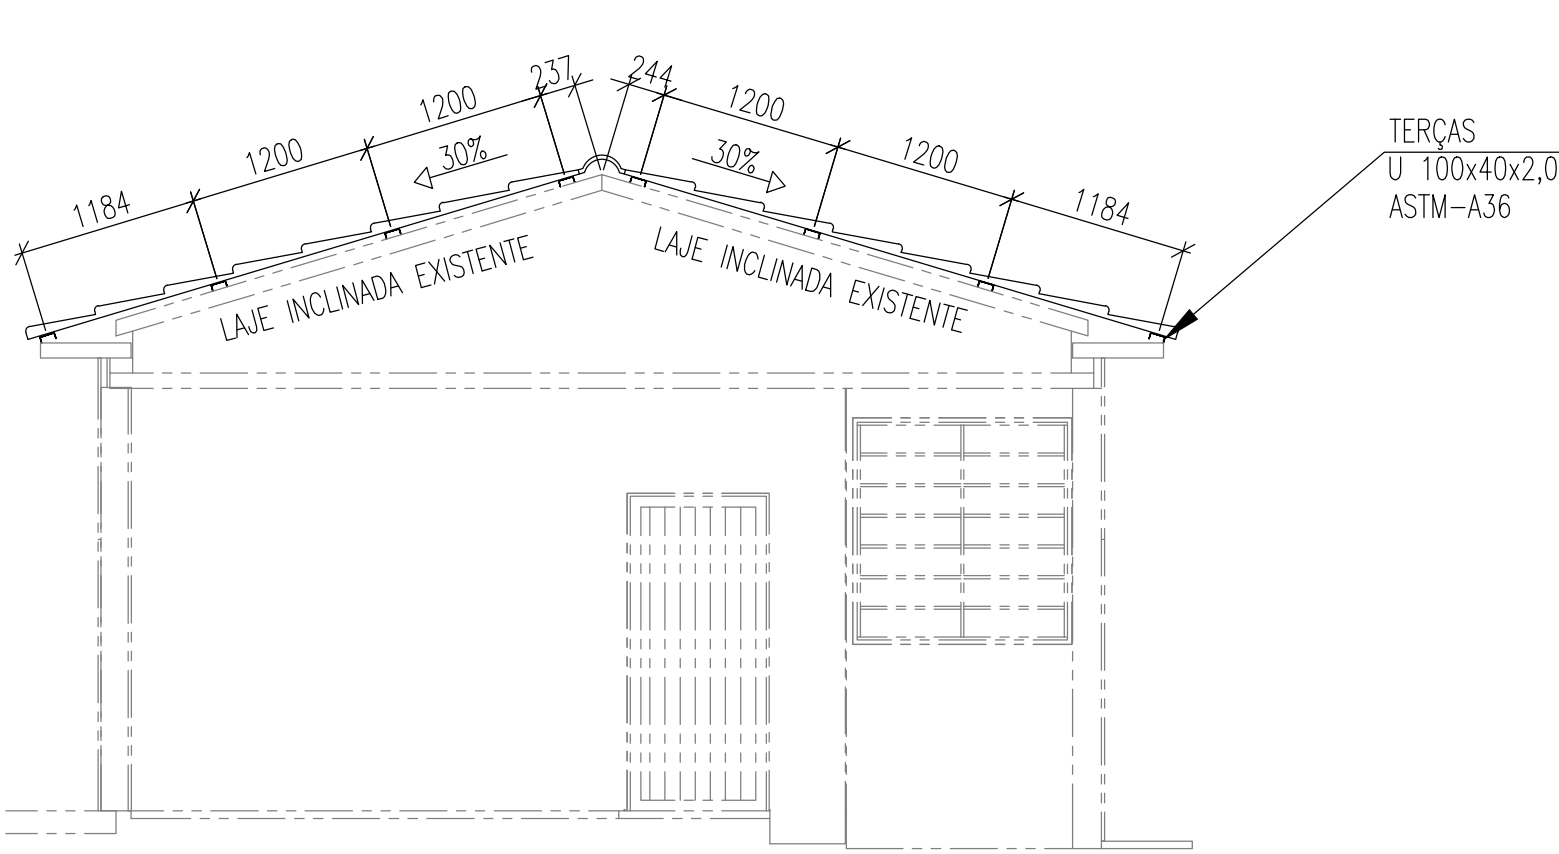 237
244
1200
1200
1200
1200
1184
1184
30%
30%
TERÇAS
U 100x40x2,0
ASTM-A36
LAJE INCLINADA EXISTENTE
LAJE INCLINADA EXISTENTE